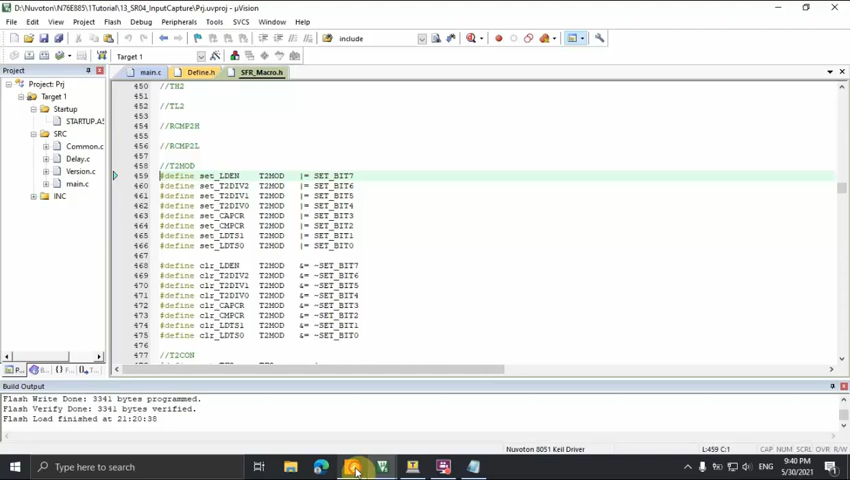 C:\Nuvoton\N76E885\1Tutorial\13_SR04_InputCapture\Prj.uvproj - µVision
File Edit View Project Flash Debug Peripherals Tools SVCS Window Help
include
Target 1
Project
Project: Prj
Target 1
Startup
STARTUP.A5
SRC
Common.c
Delay.c
Version.c
main.c
INC
main.c Define.h SFR_Macro.h
450 //TH2
451
452 //TL2
453
454 //RCMP2H
455
456 //RCMP2L
457
458 //T2MOD
459 #define set_LDEN T2MOD |= SET_BIT7
460 #define set_T2DIV2 T2MOD |= SET_BIT6
461 #define set_T2DIV1 T2MOD |= SET_BIT5
462 #define set_T2DIV0 T2MOD |= SET_BIT4
463 #define set_CAPCR T2MOD |= SET_BIT3
464 #define set_CMPCR T2MOD |= SET_BIT2
465 #define set_LDTS1 T2MOD |= SET_BIT1
466 #define set_LDTS0 T2MOD |= SET_BIT0
467
468 #define clr_LDEN T2MOD &= ~SET_BIT7
469 #define clr_T2DIV2 T2MOD &= ~SET_BIT6
470 #define clr_T2DIV1 T2MOD &= ~SET_BIT5
471 #define clr_T2DIV0 T2MOD &= ~SET_BIT4
472 #define clr_CAPCR T2MOD &= ~SET_BIT3
473 #define clr_CMPCR T2MOD &= ~SET_BIT2
474 #define clr_LDTS1 T2MOD &= ~SET_BIT1
475 #define clr_LDTS0 T2MOD &= ~SET_BIT0
476
477 //T2CON
Build Output
Flash Write Done: 3341 bytes programmed.
Flash Verify Done: 3341 bytes verified.
Flash Load finished at 21:20:38
Nuvoton 8051 Keil Driver L:459 C:1 CAP NUM SCRL OVR R/W
Type here to search
ENG
9:40 PM
5/30/2021